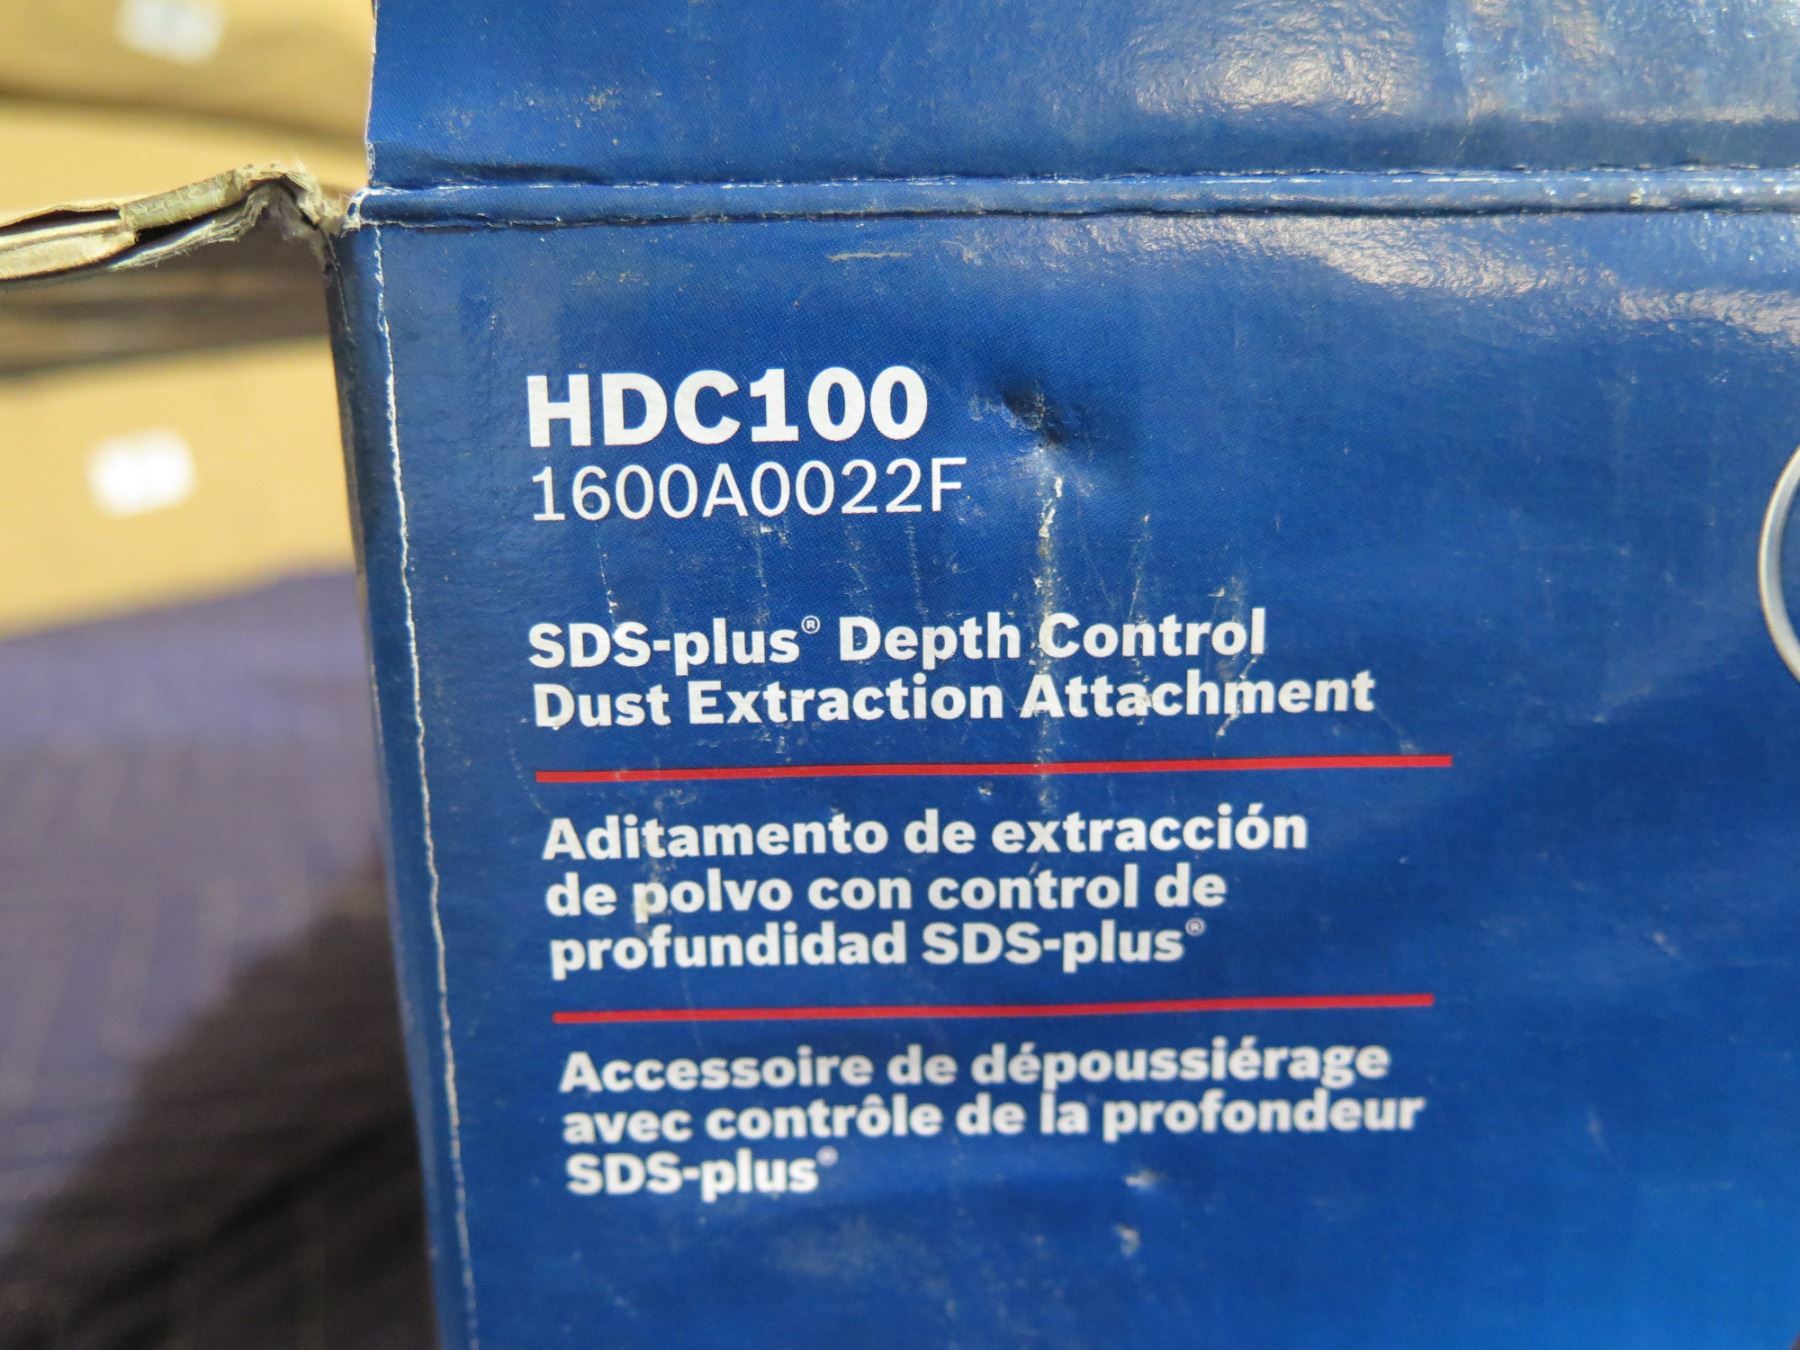 HDC100
1600A0022F
SDS-plus® Depth Control
Dust Extraction Attachment
Aditamento de extracción
de polvo con control de
profundidad SDS-plus®
Accessoire de dépoussiérage
avec contrôle de la profondeur
SDS-plus®